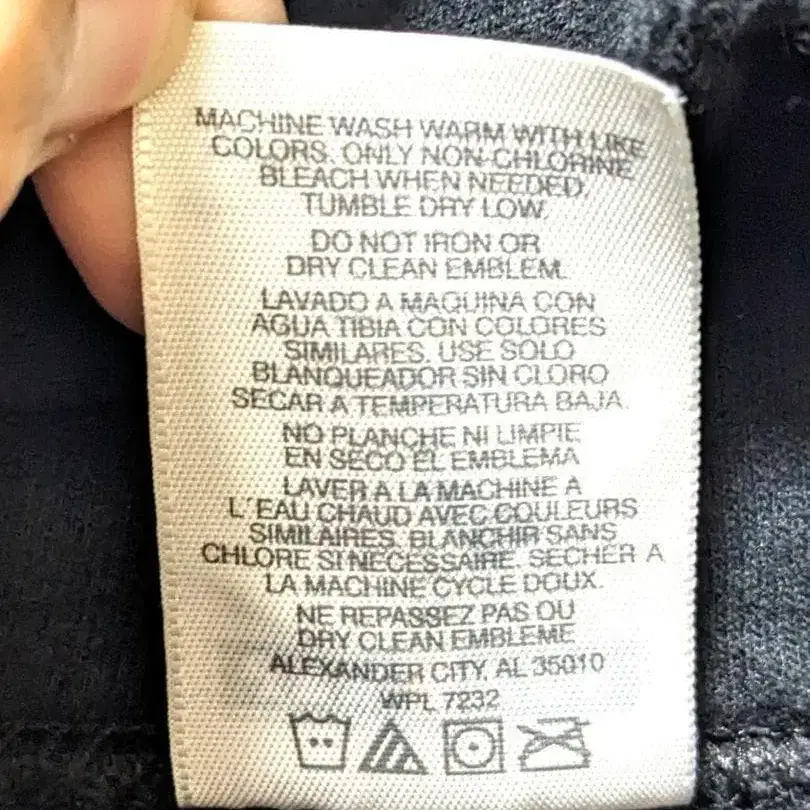 MACHINE WASH WARM WITH LIKE
COLORS. ONLY NON-CHLORINE
BLEACH WHEN NEEDED.
TUMBLE DRY LOW.
DO NOT IRON OR
DRY CLEAN EMBLEM.
LAVADO A MAQUINA CON
AGUA TIBIA CON COLORES
SIMILARES. USE SOLO
BLANQUEADOR SIN CLORO
SECAR A TEMPERATURA BAJA.
NO PLANCHE NI LIMPIE
EN SECO EL EMBLEMA
LAVER A LA MACHINE A
L'EAU CHAUD AVEC COULEURS
SIMILAIRES. BLANCHIR SANS
CHLORE SI NECESSAIRE. SECHER A
LA MACHINE CYCLE DOUX.
NE REPASSEZ PAS OU
DRY CLEAN EMBLEME
ALEXANDER CITY, AL 35010
WPL 7232